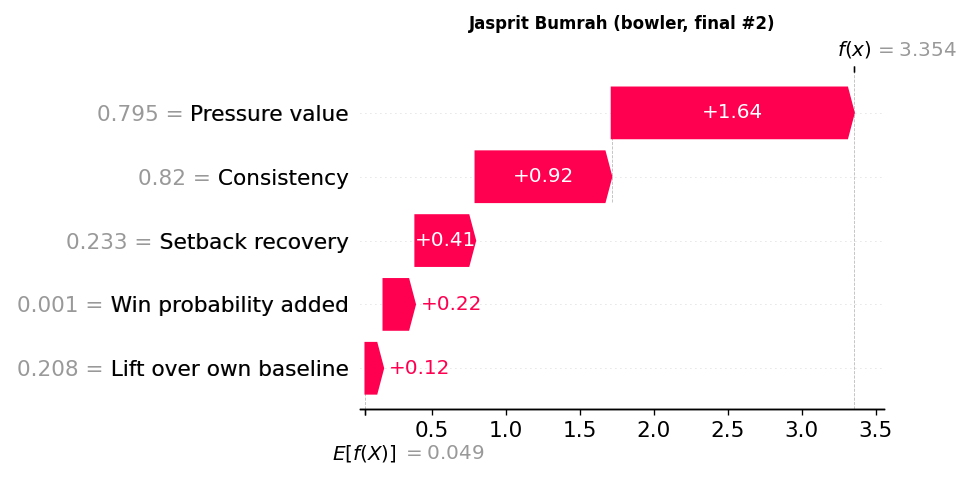 Jasprit Bumrah (bowler, final #2)
f(x) = 3.354
0.795 = Pressure value +1.64
0.82 = Consistency +0.92
0.233 = Setback recovery +0.41
0.001 = Win probability added +0.22
0.208 = Lift over own baseline +0.12
0.5 1.0 1.5 2.0 2.5 3.0 3.5
E[f(X)] = 0.049